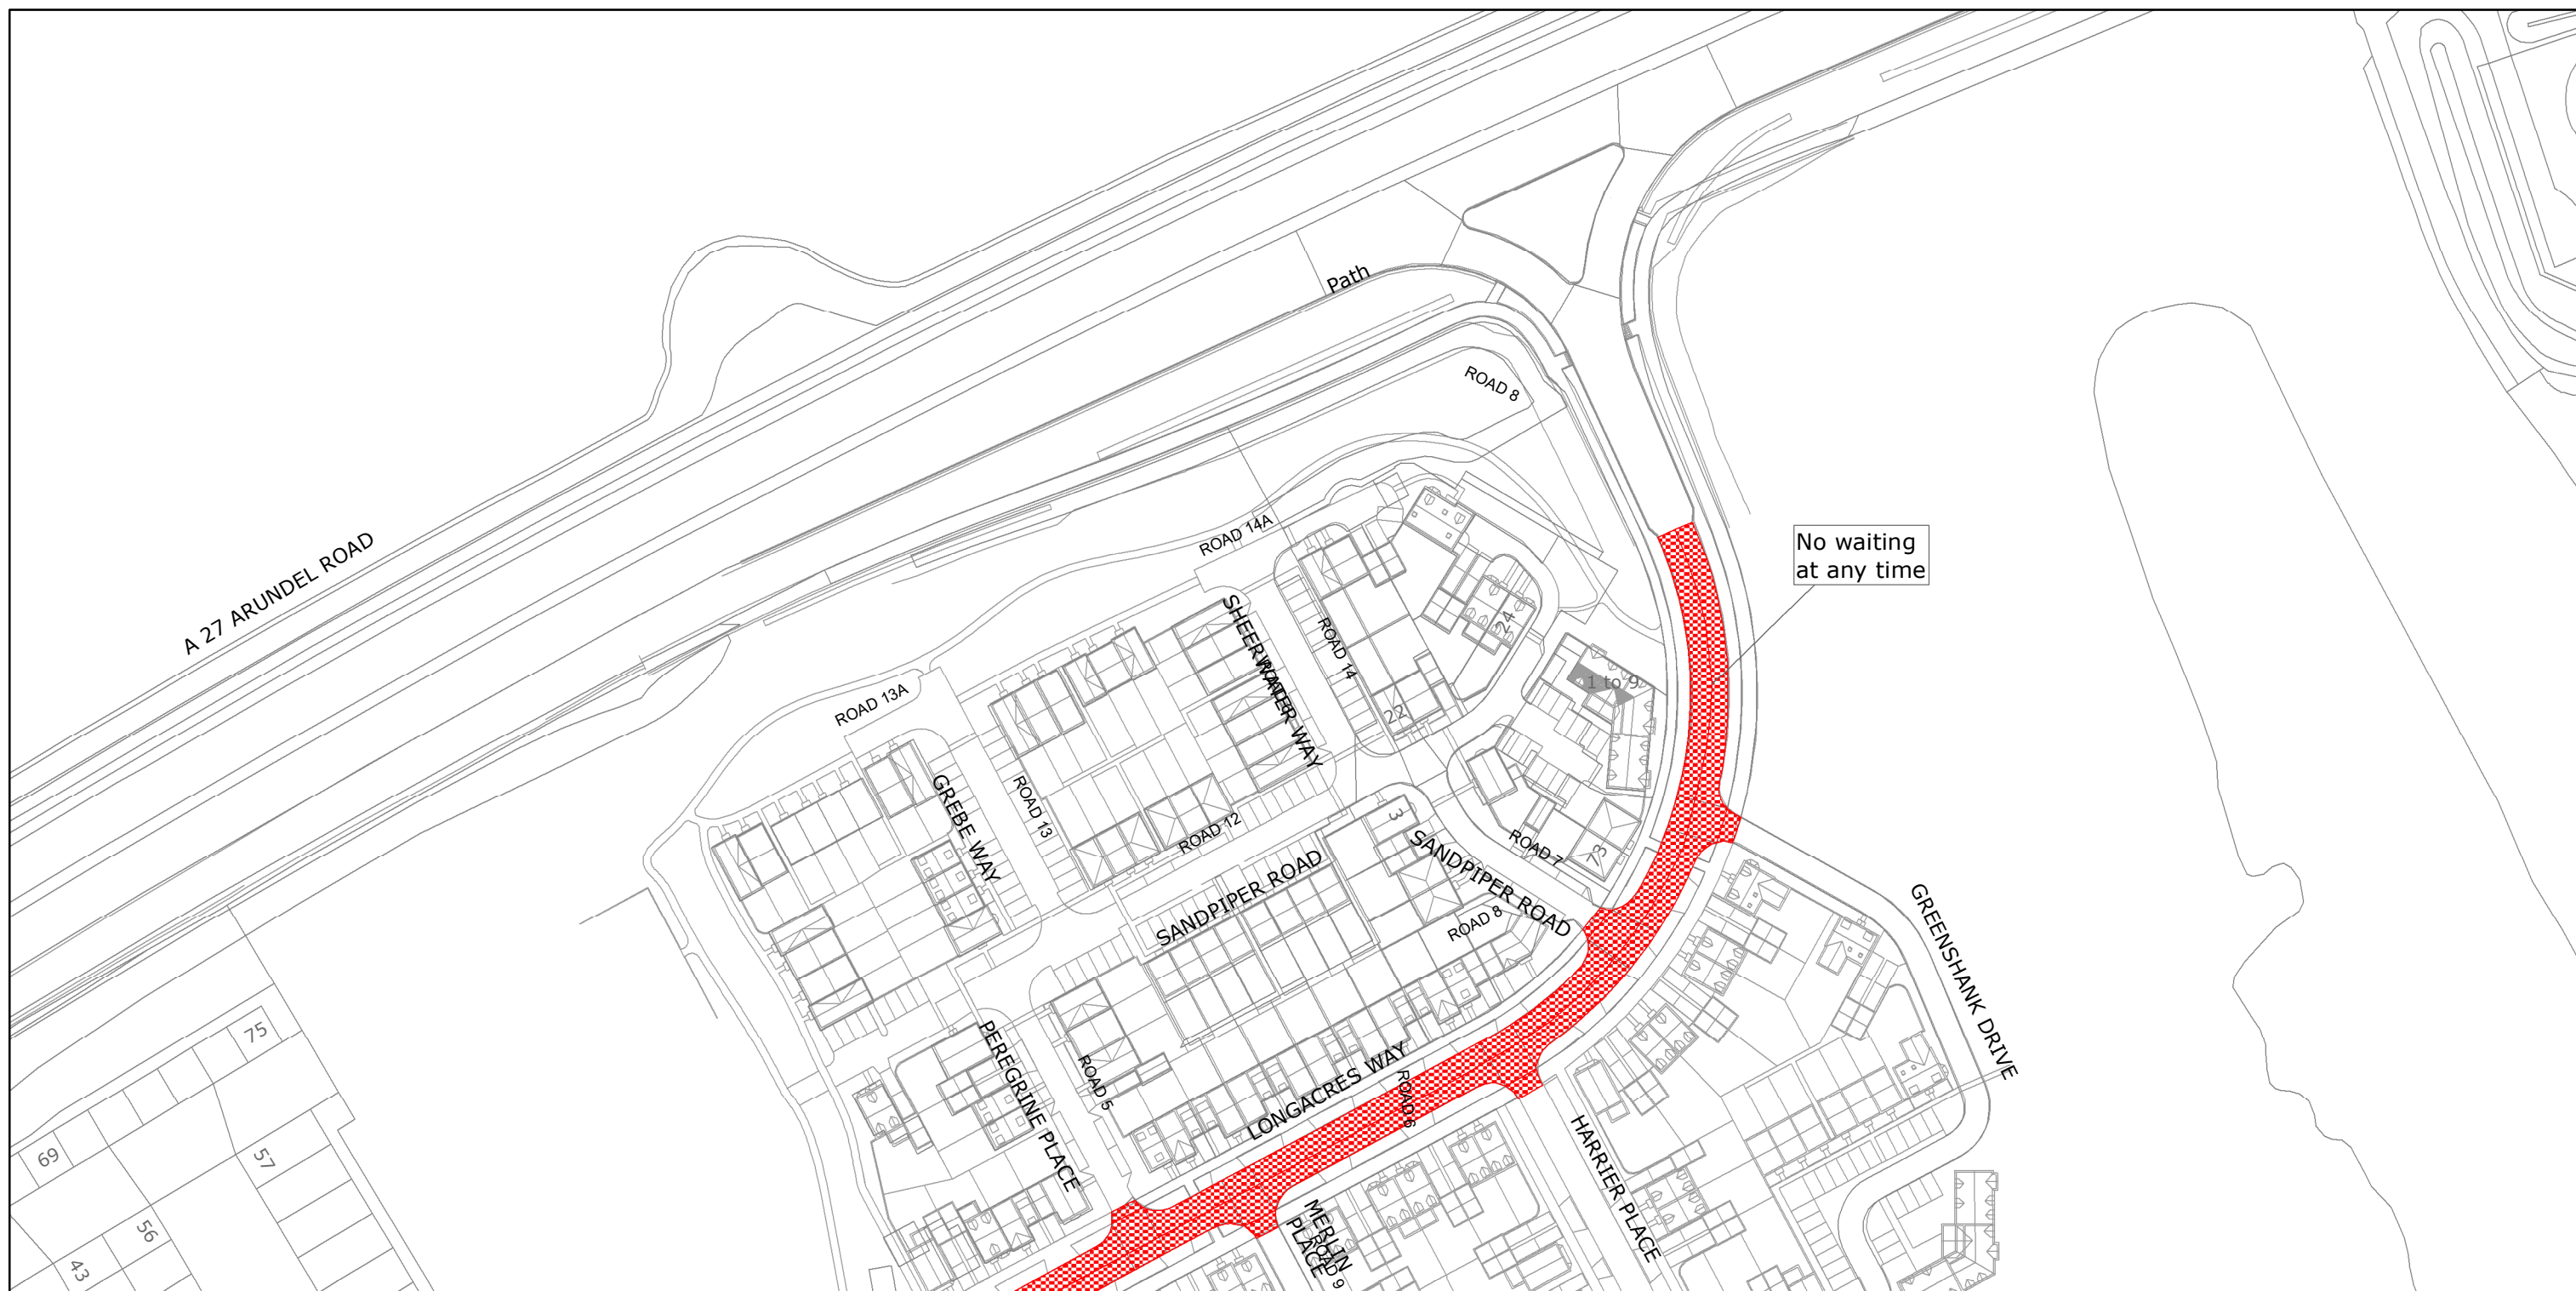 Path
ROAD 8
A 27 ARUNDEL ROAD
ROAD 14A
No waiting
at any time
SHEERWATER WAY
ROAD 14
24
1 to 9
ROAD 13A
22
GREBE WAY
ROAD 13
ROAD 12
3
SANDPIPER ROAD
SANDPIPER ROAD
ROAD 7
73
ROAD 8
GREENSHANK DRIVE
75
PEREGRINE PLACE
ROAD 5
LONGACRES WAY
ROAD 6
HARRIER PLACE
69
57
56
43
MERLIN
PLACE
ROAD 9